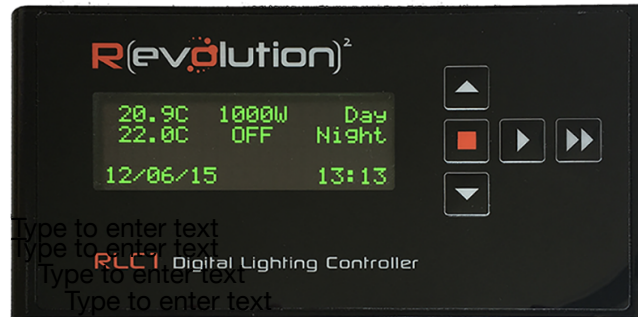 R(evolution)²
20.9C 1000W Day
22.0C OFF Night
12/06/15 13:13
Type to enter text
Type to enter text
RLC1 Digital Lighting Controller
Type to enter text
Type to enter text